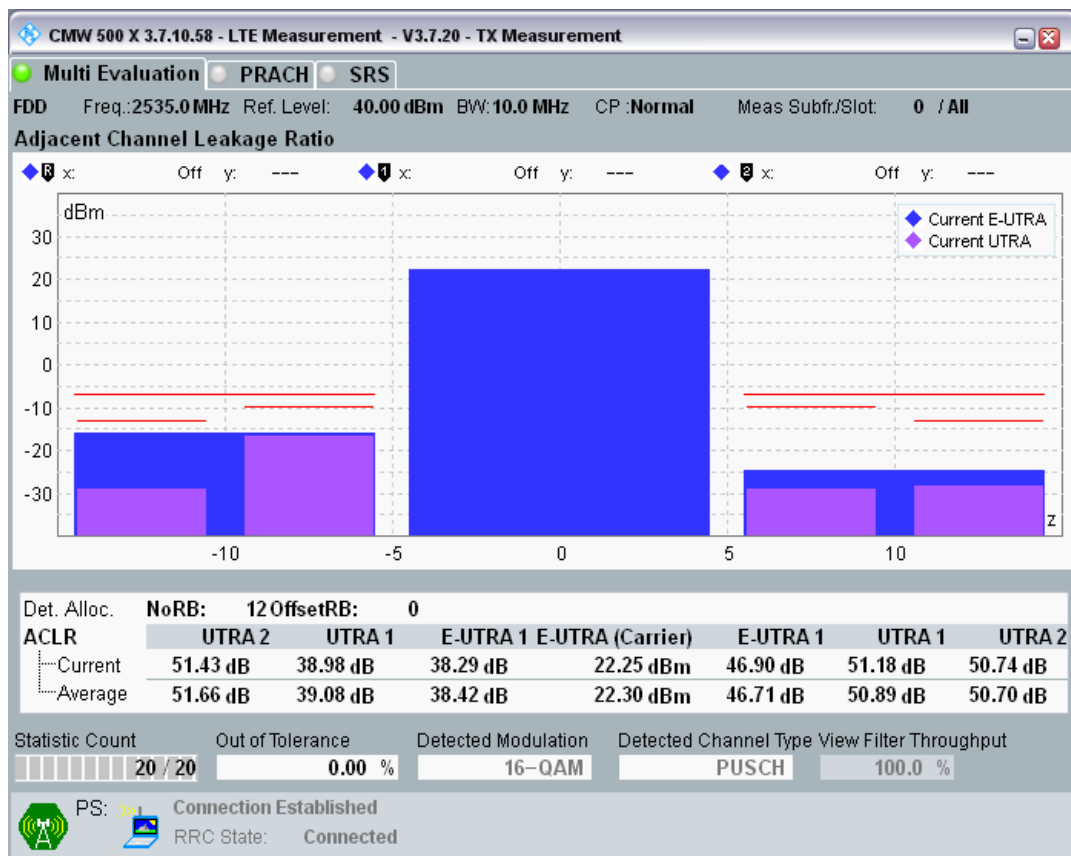 CMW 500 X 3.7.10.58 - LTE Measurement - V3.7.20 - TX Measurement
Multi Evaluation PRACH SRS
FDD Freg.:2535.0 MHz Ref. Level: 40.00 dBm BW: 10.0 MHz CP :Normal Meas Subfr./Slot: 0 / All
Adjacent Channel Leakage Ratio
R x: Off y: --- 1 x: Off y: --- 2 x: Off y: ---
dBm
Current E-UTRA
Current UTRA
30
20
10
0
-10
-20
-30
z
-10 -5 0 5 10
Det. Alloc. NoRB: 12 OffsetRB: 0
ACLR UTRA 2 UTRA 1 E-UTRA 1 E-UTRA (Carrier) E-UTRA 1 UTRA 1 UTRA 2
Current 51.43 dB 38.98 dB 38.29 dB 22.25 dBm 46.90 dB 51.18 dB 50.74 dB
Average 51.66 dB 39.08 dB 38.42 dB 22.30 dBm 46.71 dB 50.89 dB 50.70 dB
Statistic Count Out of Tolerance Detected Modulation Detected Channel Type View Filter Throughput
20 / 20 0.00 % 16-QAM PUSCH 100.0 %
PS: Connection Established
RRC State: Connected